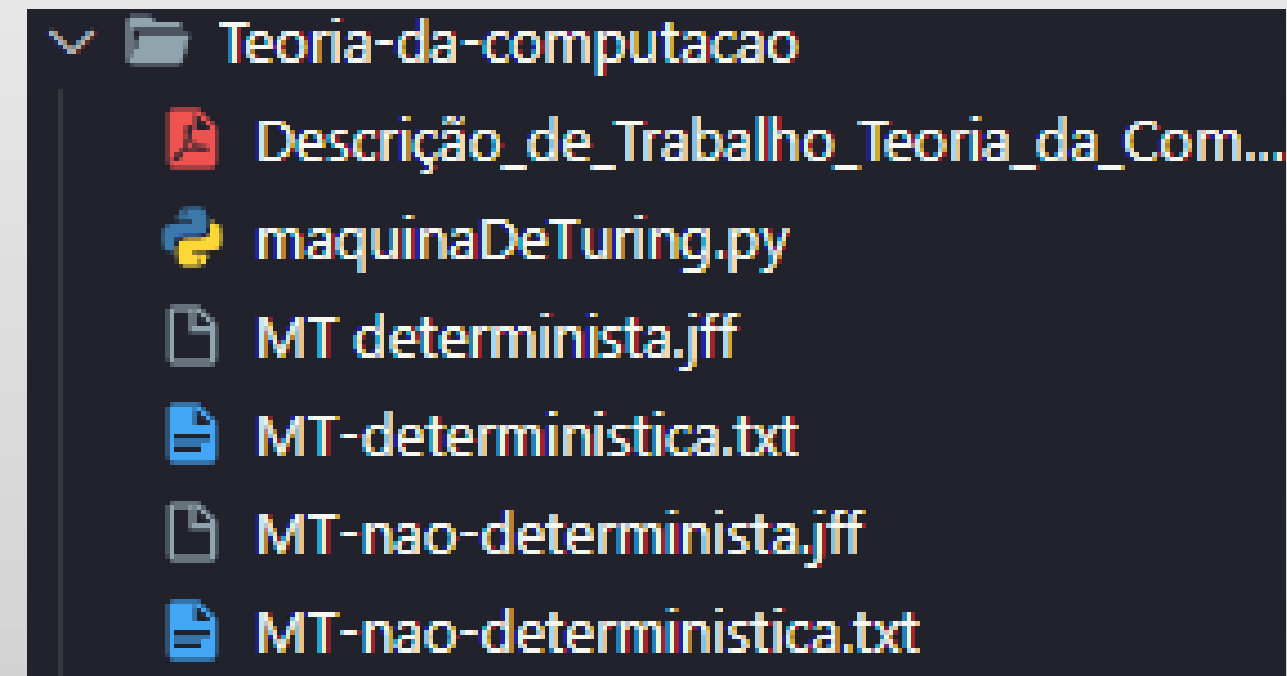 Teoria-da-computacao
Descrição_de_Trabalho_Teoria_da_Com...
maquinaDeTuring.py
MT determinista.jff
MT-deterministica.txt
MT-nao-determinista.jff
MT-nao-deterministica.txt